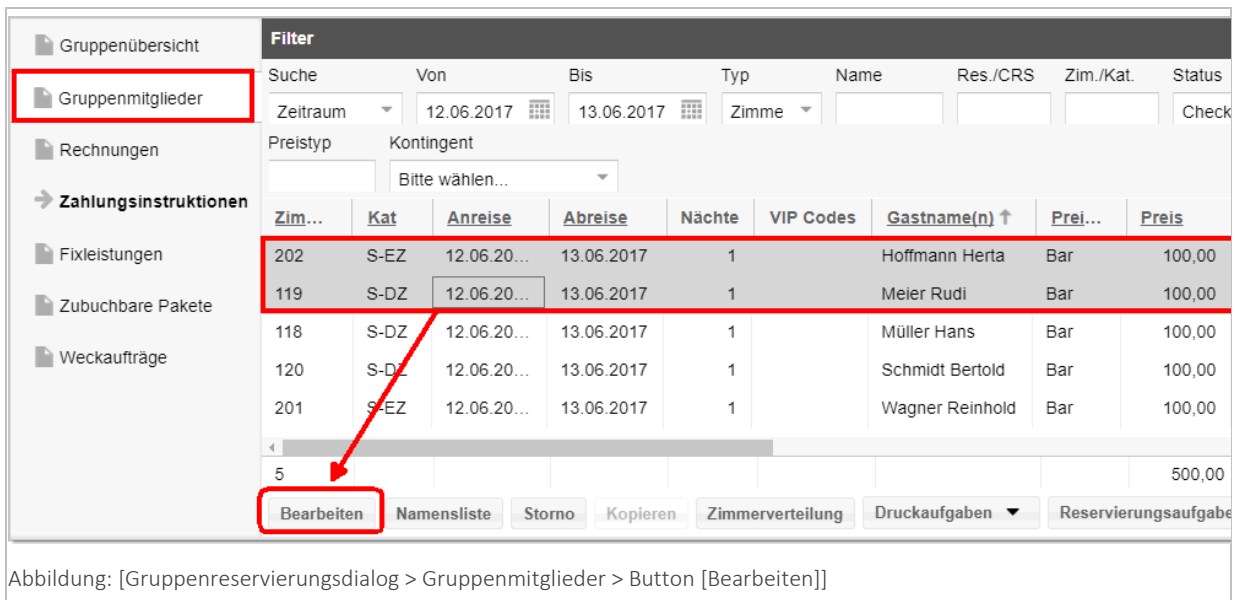 Gruppenübersicht
Gruppenmitglieder
Rechnungen
Zahlungsinstruktionen
Fixleistungen
Zubuchbare Pakete
Weckaufträge
Filter
Suche Von Bis Typ Name Res./CRS Zim./Kat. Status
Zeitraum 12.06.2017 13.06.2017 Zimme Check
Preistyp Kontingent
Bitte wählen...
Zim... Kat Anreise Abreise Nächte VIP Codes Gastname(n) ↑ Prei... Preis
202 S-EZ 12.06.20... 13.06.2017 1 Hoffmann Herta Bar 100,00
119 S-DZ 12.06.20... 13.06.2017 1 Meier Rudi Bar 100,00
118 S-DZ 12.06.20... 13.06.2017 1 Müller Hans Bar 100,00
120 S-DZ 12.06.20... 13.06.2017 1 Schmidt Bertold Bar 100,00
201 S-EZ 12.06.20... 13.06.2017 1 Wagner Reinhold Bar 100,00
5 500,00
Bearbeiten Namensliste Storno Kopieren Zimmerverteilung Druckaufgaben Reservierungsaufgabe
Abbildung: [Gruppenreservierungsdialog > Gruppenmitglieder > Button [Bearbeiten]]